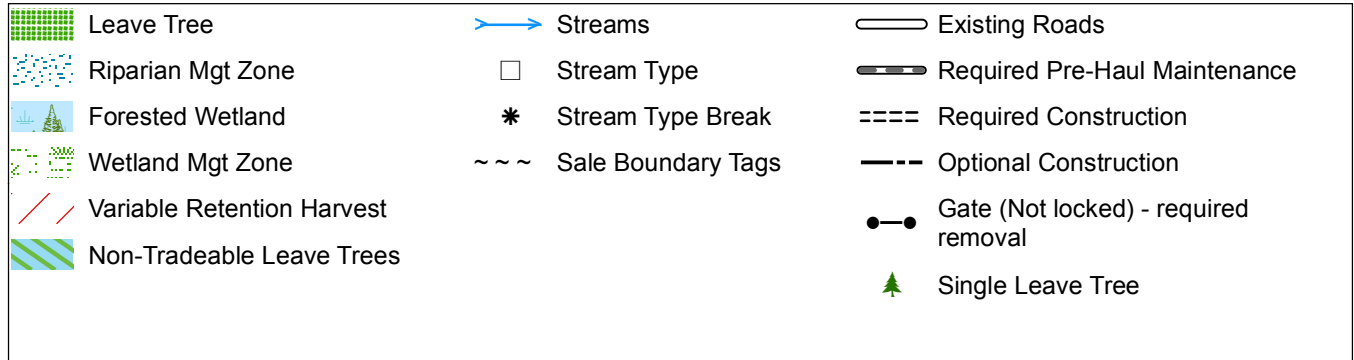 Leave Tree
Riparian Mgt Zone
Forested Wetland
Wetland Mgt Zone
Variable Retention Harvest
Non-Tradeable Leave Trees
Streams
Stream Type
Stream Type Break
Sale Boundary Tags
Existing Roads
Required Pre-Haul Maintenance
Required Construction
Optional Construction
Gate (Not locked) - required
removal
Single Leave Tree